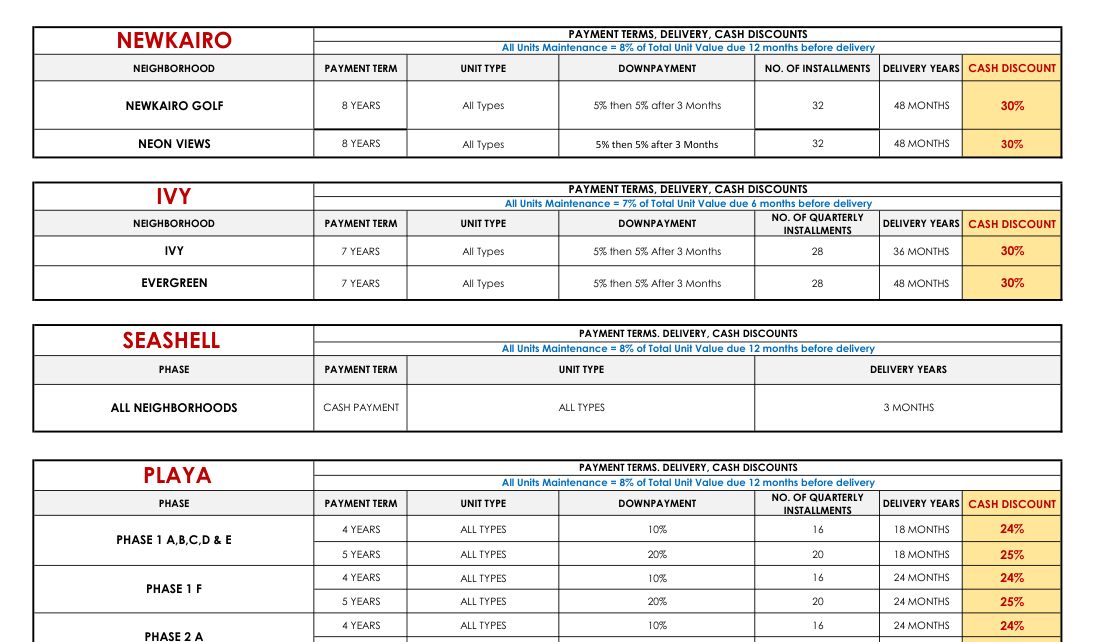 NEWKAIRO
PAYMENT TERMS, DELIVERY, CASH DISCOUNTS
All Units Maintenance = 8% of Total Unit Value due 12 months before delivery
NEIGHBORHOOD PAYMENT TERM UNIT TYPE DOWNPAYMENT NO. OF INSTALLMENTS DELIVERY YEARS CASH DISCOUNT
NEWKAIRO GOLF 8 YEARS All Types 5% then 5% after 3 Months 32 48 MONTHS 30%
NEON VIEWS 8 YEARS All Types 5% then 5% after 3 Months 32 48 MONTHS 30%
IVY
PAYMENT TERMS, DELIVERY, CASH DISCOUNTS
All Units Maintenance = 7% of Total Unit Value due 6 months before delivery
NEIGHBORHOOD PAYMENT TERM UNIT TYPE DOWNPAYMENT NO. OF QUARTERLY INSTALLMENTS DELIVERY YEARS CASH DISCOUNT
IVY 7 YEARS All Types 5% then 5% After 3 Months 28 36 MONTHS 30%
EVERGREEN 7 YEARS All Types 5% then 5% After 3 Months 28 48 MONTHS 30%
SEASHELL
PAYMENT TERMS. DELIVERY, CASH DISCOUNTS
All Units Maintenance = 8% of Total Unit Value due 12 months before delivery
PHASE PAYMENT TERM UNIT TYPE DELIVERY YEARS
ALL NEIGHBORHOODS CASH PAYMENT ALL TYPES 3 MONTHS
PLAYA
PAYMENT TERMS. DELIVERY, CASH DISCOUNTS
All Units Maintenance = 8% of Total Unit Value due 12 months before delivery
PHASE PAYMENT TERM UNIT TYPE DOWNPAYMENT NO. OF QUARTERLY INSTALLMENTS DELIVERY YEARS CASH DISCOUNT
PHASE 1 A,B,C,D & E 4 YEARS ALL TYPES 10% 16 18 MONTHS 24%
5 YEARS ALL TYPES 20% 20 18 MONTHS 25%
PHASE 1 F 4 YEARS ALL TYPES 10% 16 24 MONTHS 24%
5 YEARS ALL TYPES 20% 20 24 MONTHS 25%
PHASE 2 A 4 YEARS ALL TYPES 10% 16 24 MONTHS 24%